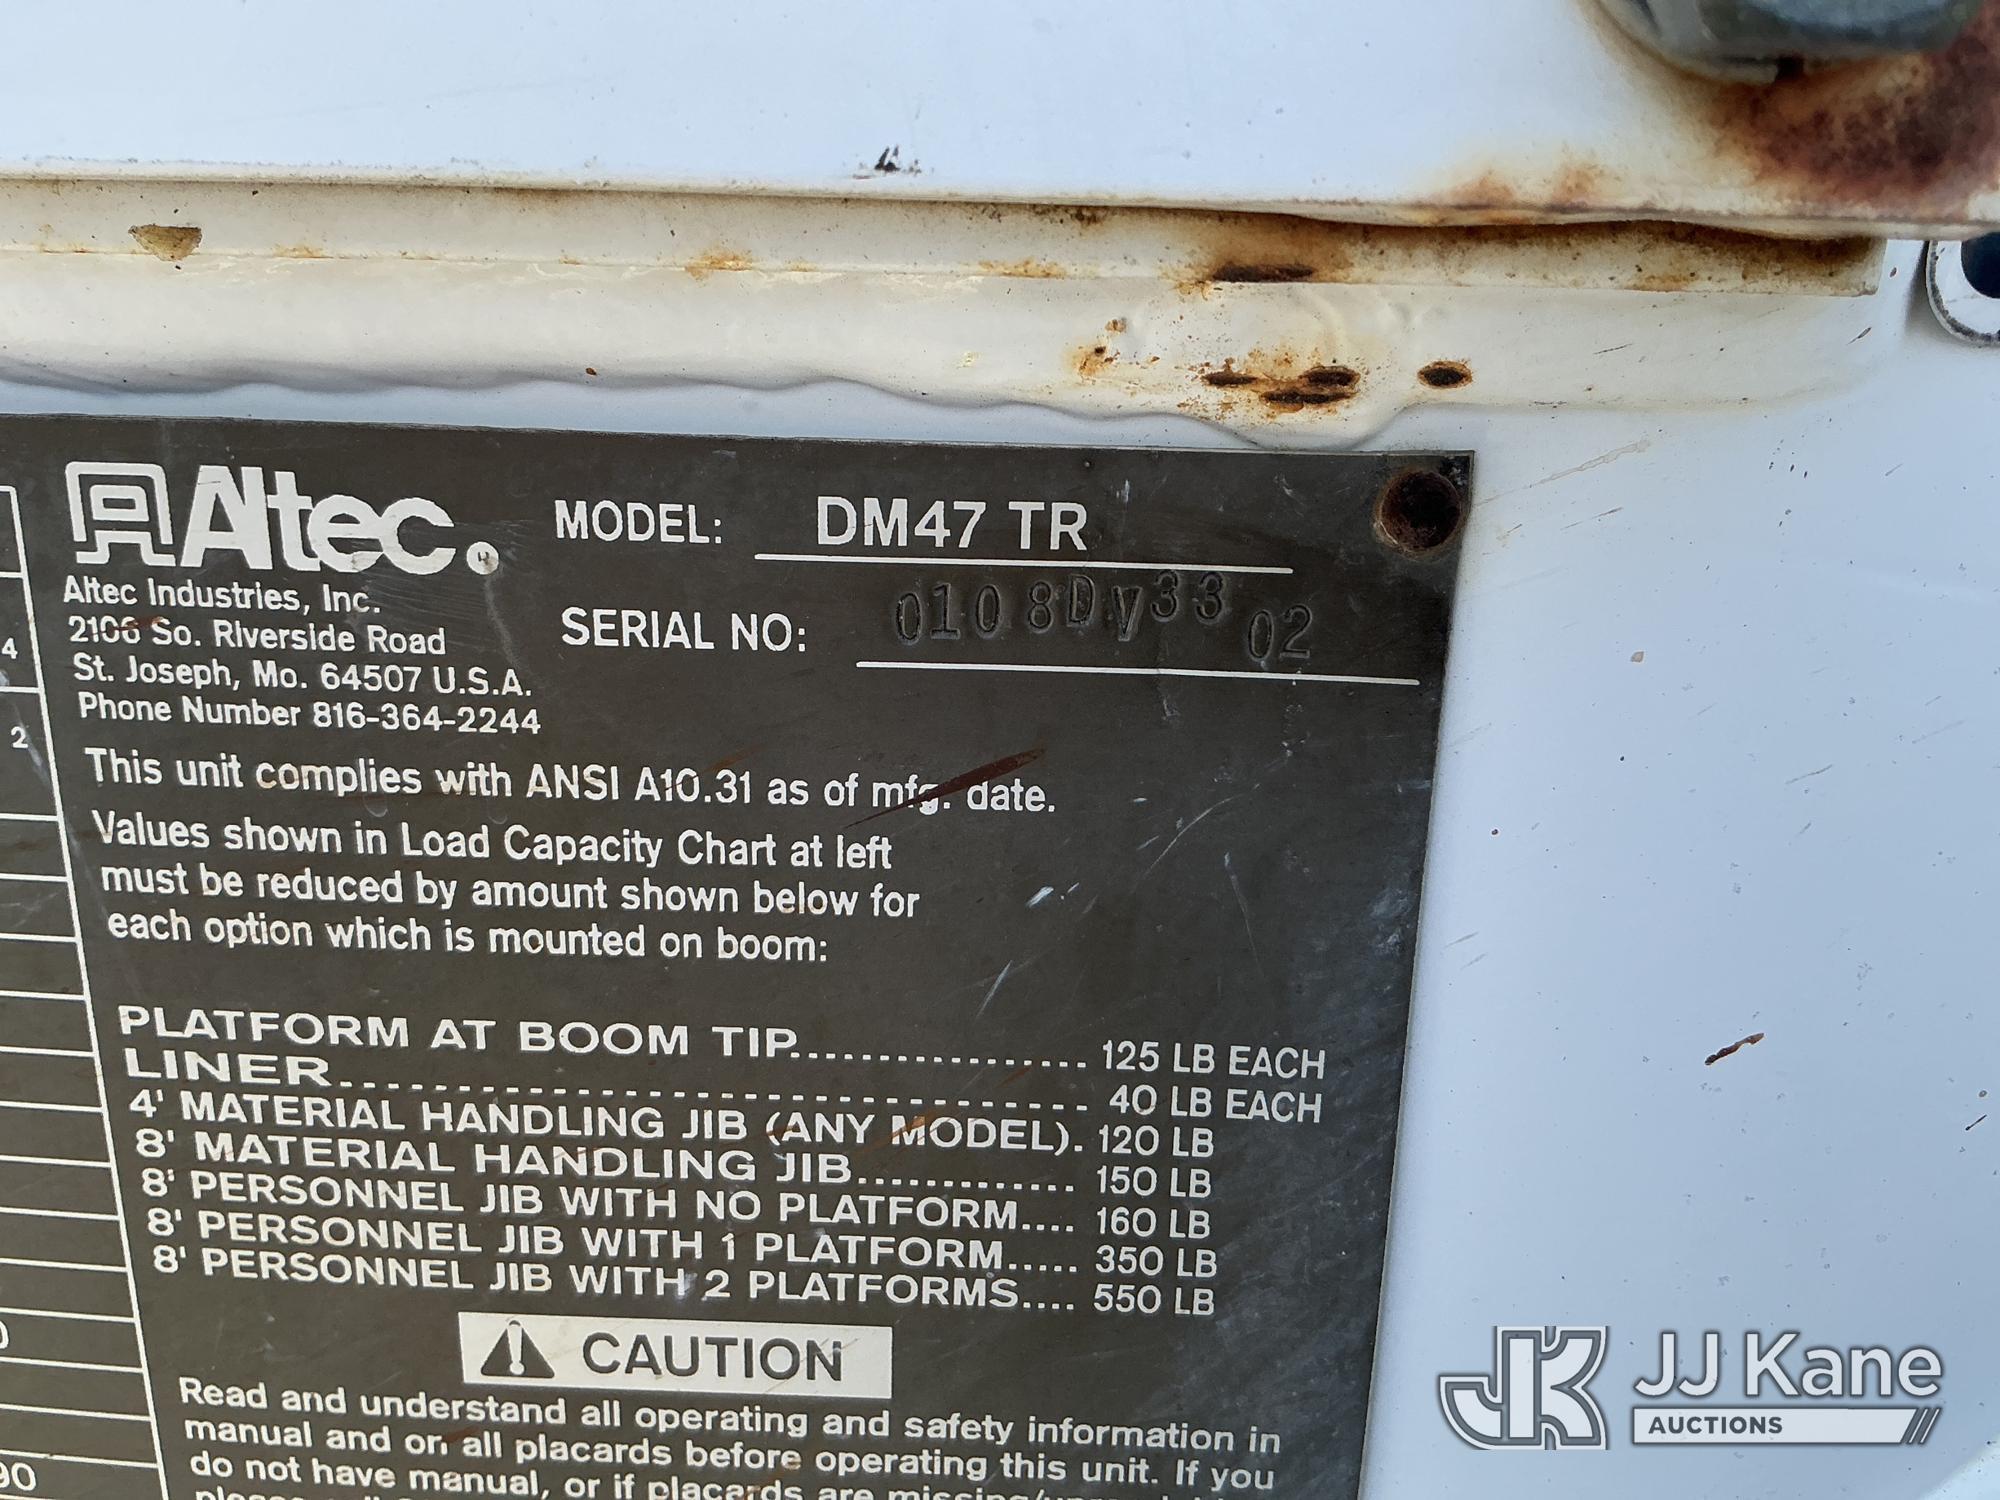 4
2
0
90
Altec.
MODEL: DM47 TR
Altec Industries, Inc.
2106 So. Riverside Road
St. Joseph, Mo. 64507 U.S.A.
Phone Number 816-364-2244
SERIAL NO: 0108DV3302
This unit complies with ANSI A10.31 as of mfg. date.
Values shown in Load Capacity Chart at left
must be reduced by amount shown below for
each option which is mounted on boom:
PLATFORM AT BOOM TIP................. 125 LB EACH
LINER.................................... 40 LB EACH
4' MATERIAL HANDLING JIB (ANY MODEL). 120 LB
8' MATERIAL HANDLING JIB............. 150 LB
8' PERSONNEL JIB WITH NO PLATFORM.... 160 LB
8' PERSONNEL JIB WITH 1 PLATFORM..... 350 LB
8' PERSONNEL JIB WITH 2 PLATFORMS.... 550 LB
CAUTION
Read and understand all operating and safety information in
manual and on all placards before operating this unit. If you
do not have manual, or if placards are
JJ Kane
AUCTIONS